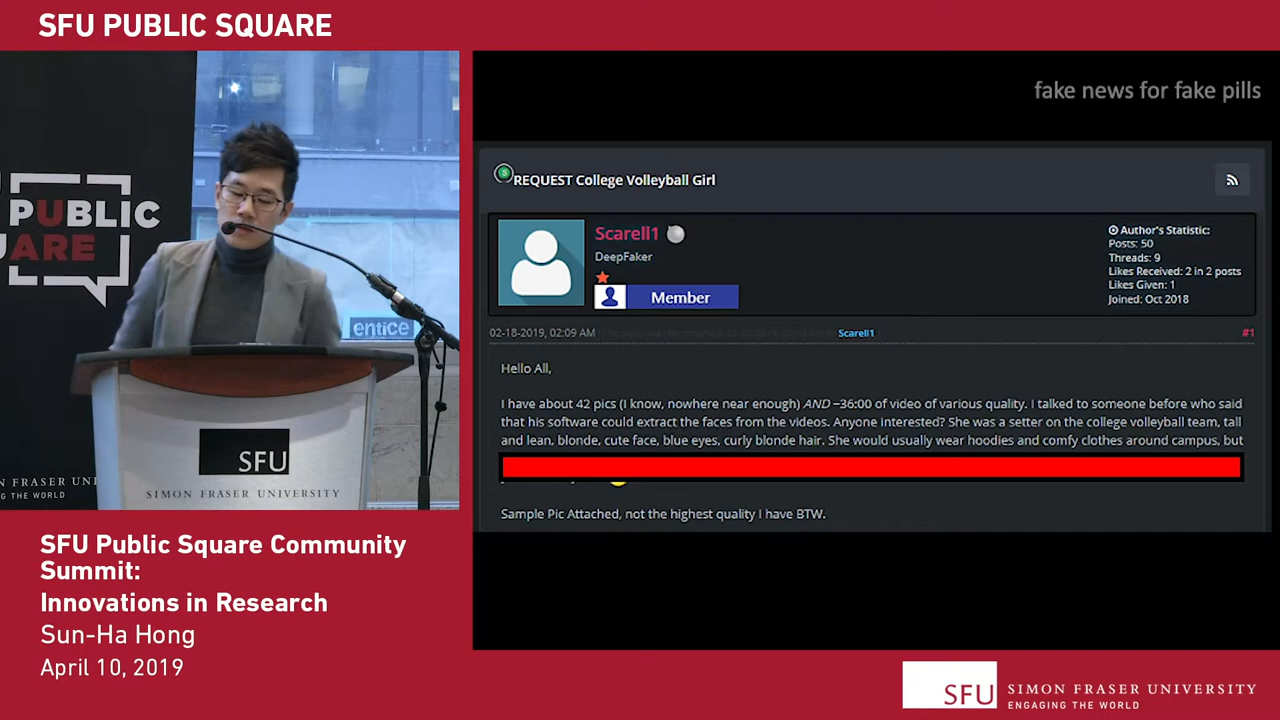 SFU PUBLIC SQUARE
PUBLIC
ARE
entice
SFU
SIMON FRASER UNIVERSITY
FRASER
G THE WORLD
fake news for fake pills
REQUEST College Volleyball Girl
Scarell1
DeepFaker
Member
Author's Statistic:
Posts: 50
Threads: 9
Likes Received: 2 in 2 posts
Likes Given: 1
Joined: Oct 2018
02-18-2019, 02:09 AM
Scarell1
#1
Hello All,
I have about 42 pics (I know, nowhere near enough) AND ~36:00 of video of various quality. I talked to someone before who said
that his software could extract the faces from the videos. Anyone interested? She was a setter on the college volleyball team, tall
and lean, blonde, cute face, blue eyes, curly blonde hair. She would usually wear hoodies and comfy clothes around campus, but
Sample Pic Attached, not the highest quality I have BTW.
SFU Public Square Community
Summit:
Innovations in Research
Sun-Ha Hong
April 10, 2019
SFU
SIMON FRASER UNIVERSITY
ENGAGING THE WORLD